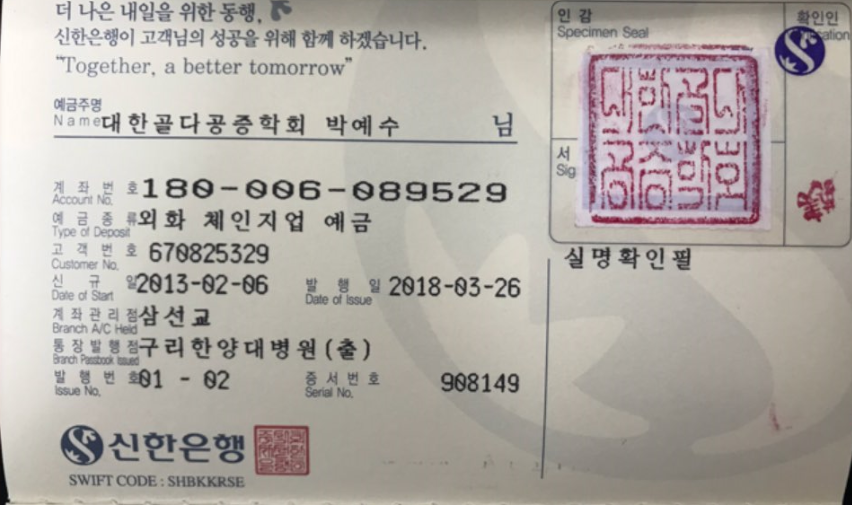 더 나은 내일을 위한 동행,
신한은행이 고객님의 성공을 위해 함께 하겠습니다.
"Together, a better tomorrow"
예금주명
Name 대한골다공증학회 박예수 님
계좌번호 180-006-089529
Account No.
예금종류 외화 체인지업 예금
Type of Deposit
고객번호 670825329
Customer No.
신규일 2013-02-06 발행일 2018-03-26
Date of Start Date of Issue
계좌관리점 삼선교
Branch A/C Held
통장발행점 구리한양대병원(출)
Branch Passbook Issued
발행번호 01 - 02 증서번호 908149
Issue No. Serial No.
신한은행
SWIFT CODE : SHBKKRSE
인감 확인인
Specimen Seal
서
Sig
실명확인필